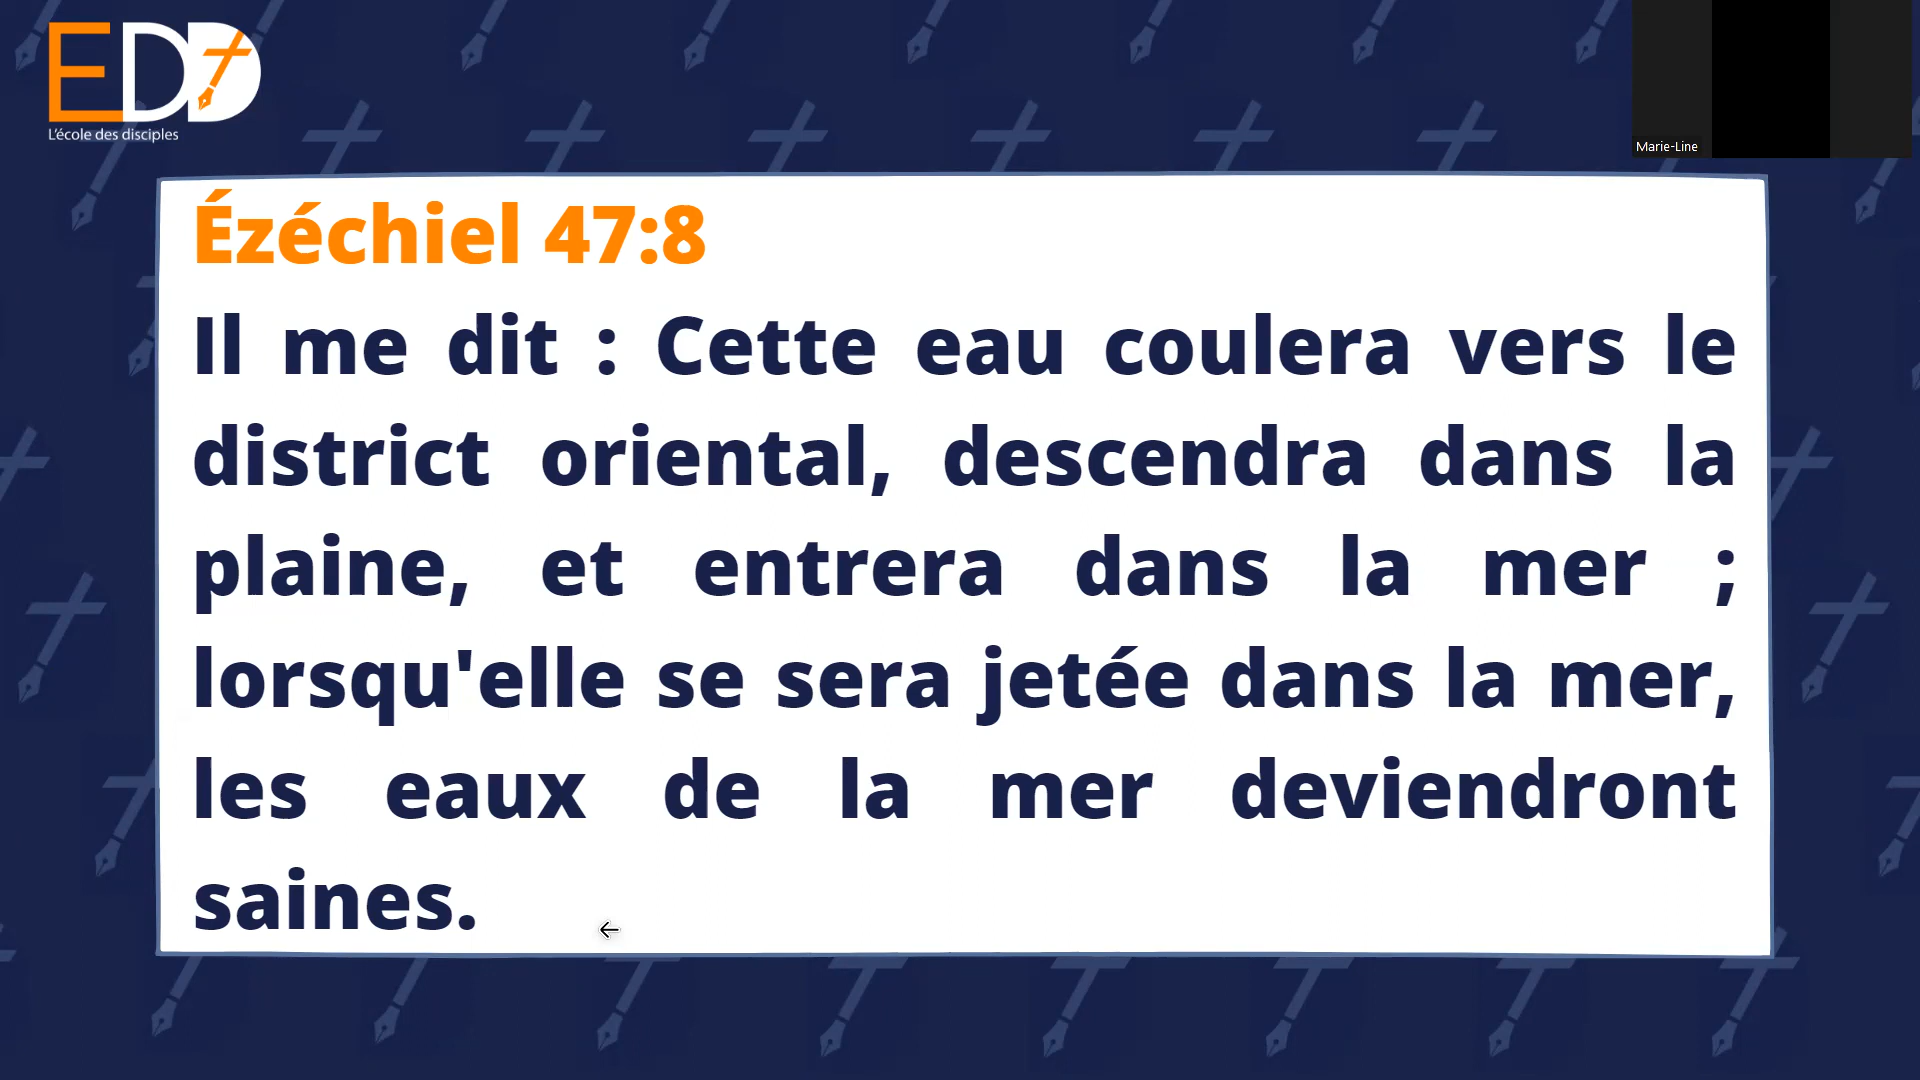 EDD
L'école des disciples
Marie-Line
Ézéchiel 47:8
Il me dit : Cette eau coulera vers le
district oriental, descendra dans la
plaine, et entrera dans la mer ;
lorsqu'elle se sera jetée dans la mer,
les eaux de la mer deviendront
saines.